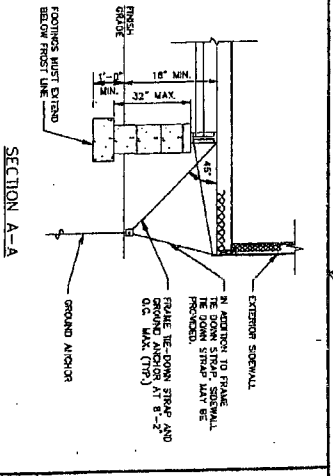 EXTERIOR SIDEWALL
IN ADDITION TO FRAME
TIE DOWN STRAP, SIDEWALL
TIE DOWN STRAP MAY BE
PROVIDED.
FRAME TIE-DOWN STRAP AND
GROUND ANCHOR AT 8'-2"
O.C. MAX. (TYP.)
GROUND ANCHOR
45°
18" MIN.
32" MAX.
1'-0"
MIN.
FINISH
GRADE
FOOTINGS MUST EXTEND
BELOW FROST LINE
SECTION A-A